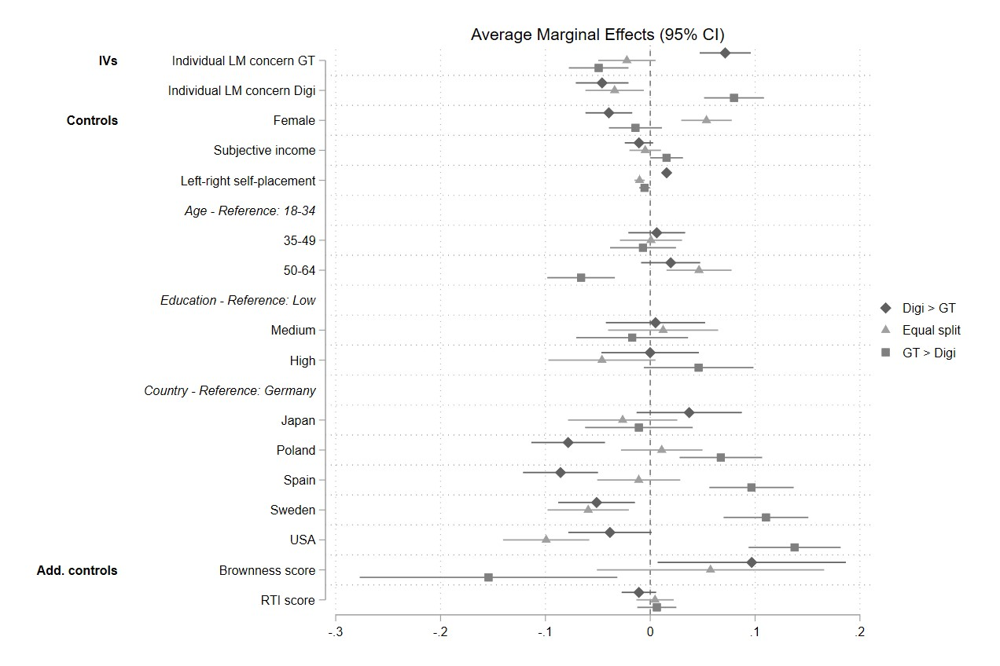 Average Marginal Effects (95% CI)
IVs Individual LM concern GT
Individual LM concern Digi
Controls Female
Subjective income
Left-right self-placement
Age - Reference: 18-34
35-49
50-64
Education - Reference: Low
Medium
High
Country - Reference: Germany
Japan
Poland
Spain
Sweden
USA
Add. controls Brownness score
RTI score
-.3 -.2 -.1 0 .1 .2
Digi > GT
Equal split
GT > Digi